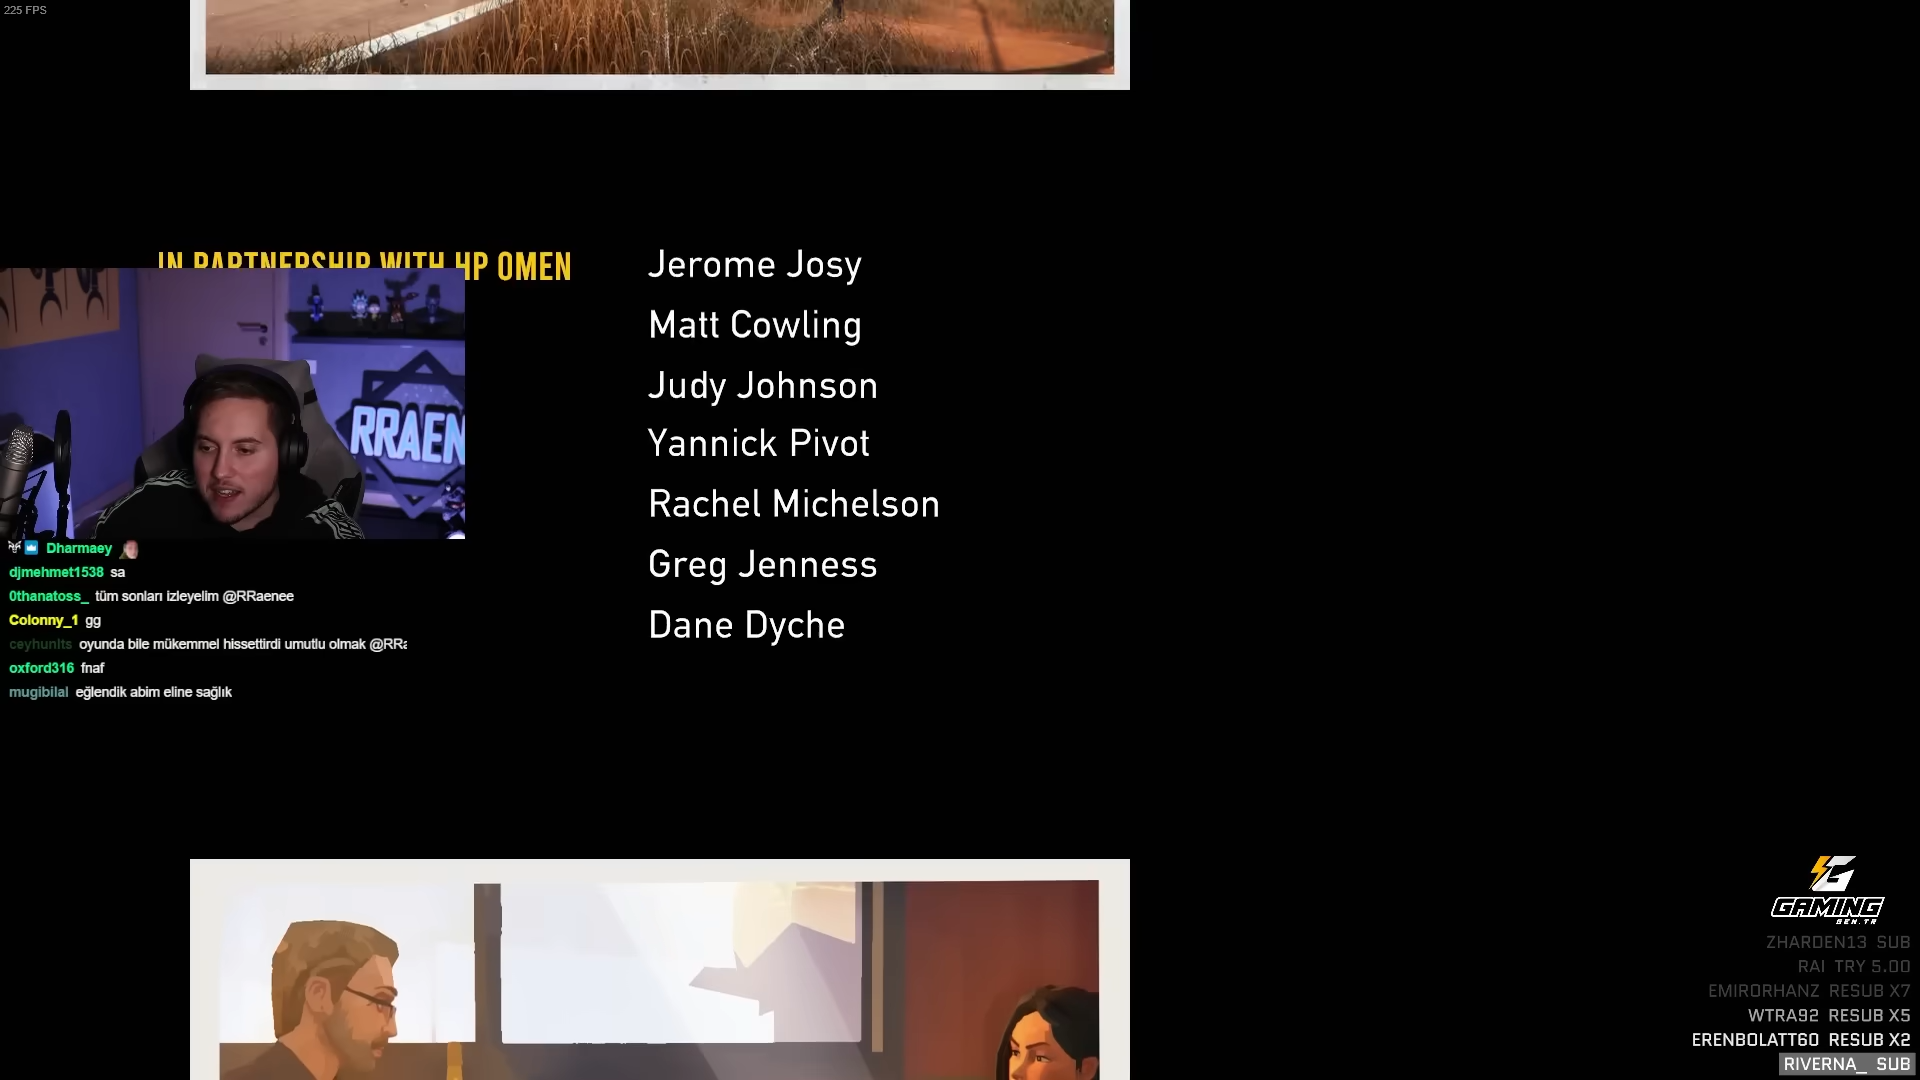 225 FPS
IN PARTNERSHIP WITH HP OMEN
Jerome Josy
Matt Cowling
Judy Johnson
Yannick Pivot
Rachel Michelson
Greg Jenness
Dane Dyche
RRAEN
Dharmaey
djmehmet1538 sa
0thanatoss_ tüm sonları izleyelim @RRaenee
Colonny_1 gg
ceyhunlts oyunda bile mükemmel hissettirdi umutlu olmak @RRa
oxford316 fnaf
mugibilal eğlendik abim eline sağlık
GAMING
GEN.TR
ZHARDEN13 SUB
RAI TRY 5.00
EMIRORHANZ RESUB X7
WTRA92 RESUB X5
ERENBOLATT60 RESUB X2
RIVERNA_ SUB